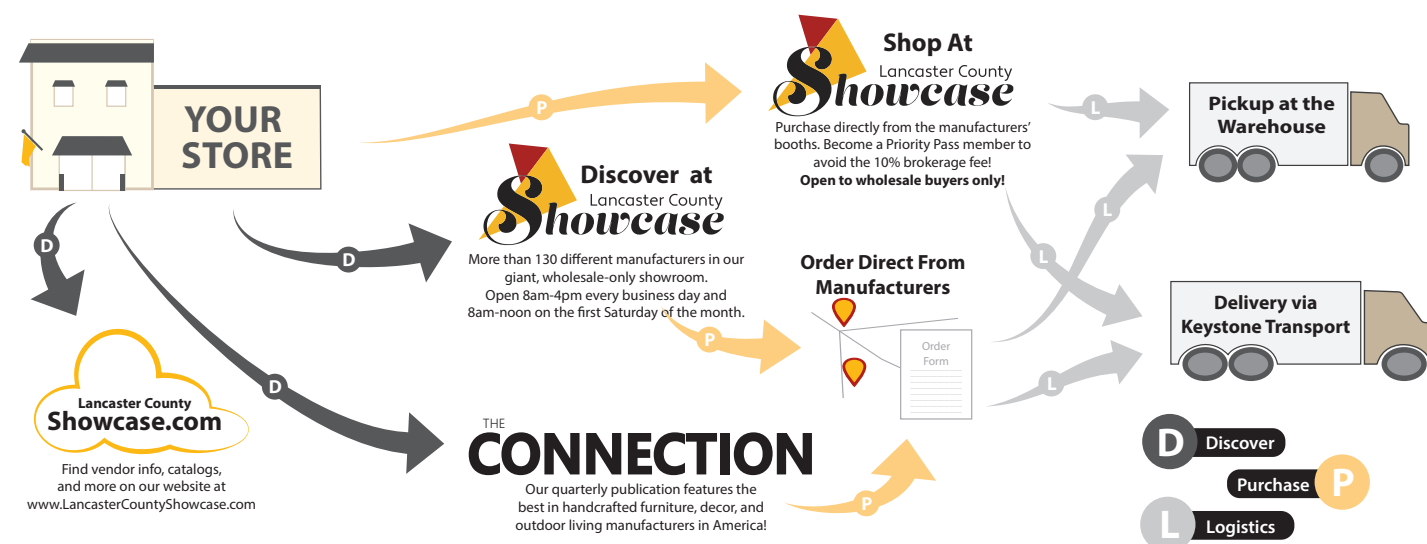 YOUR
STORE
D
D
D
P
Lancaster County
Showcase.com
Find vendor info, catalogs,
and more on our website at
www.LancasterCountyShowcase.com
Discover at
Lancaster County
Showcase
More than 130 different manufacturers in our
giant, wholesale-only showroom.
Open 8am-4pm every business day and
8am-noon on the first Saturday of the month.
P
THE
CONNECTION
Our quarterly publication features the
best in handcrafted furniture, decor, and
outdoor living manufacturers in America!
P
Shop At
Lancaster County
Showcase
Purchase directly from the manufacturers'
booths. Become a Priority Pass member to
avoid the 10% brokerage fee!
Open to wholesale buyers only!
Order Direct From
Manufacturers
Order
Form
L
L
L
L
Pickup at the
Warehouse
Delivery via
Keystone Transport
D Discover
Purchase P
L Logistics